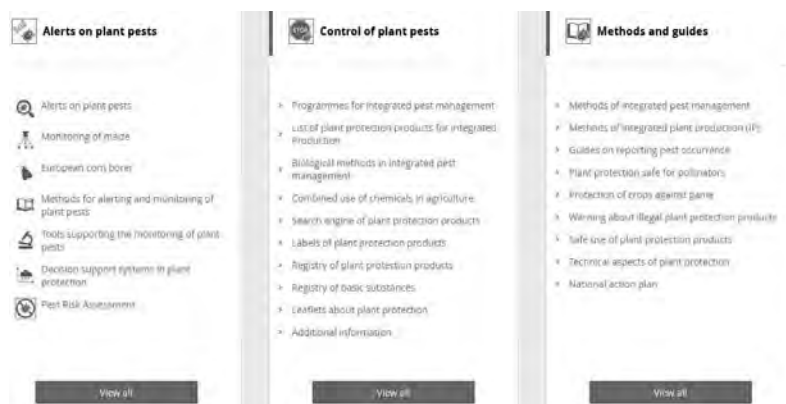 Alerts on plant pests
Alerts on plant pests
Monitoring of
European corn borer
Methods for alerting and monitoring of
plant pests
Tools supporting the monitoring of plant
pests
Decision support systems in plant
protection
Pest Risk Assessment
View all
Control of plant pests
Programmes for integrated pest management
List of plant protection products for Integrated
Production
Biological methods in integrated pest
management
Combined use of chemicals in agriculture
Search engine of plant protection products
Labels of plant protection products
Registry of plant protection products
Registry of basic substances
Leaflets about plant protection
Additional information
View all
Methods and guides
Methods of integrated pest management
Methods of integrated plant production (IP)
Guides on reporting pest occurrence
Plant protection safe for pollinators
Protection of crops against game
Warning about illegal plant protection products
Safe use of plant protection products
Technical aspects of plant protection
National action plan
View all